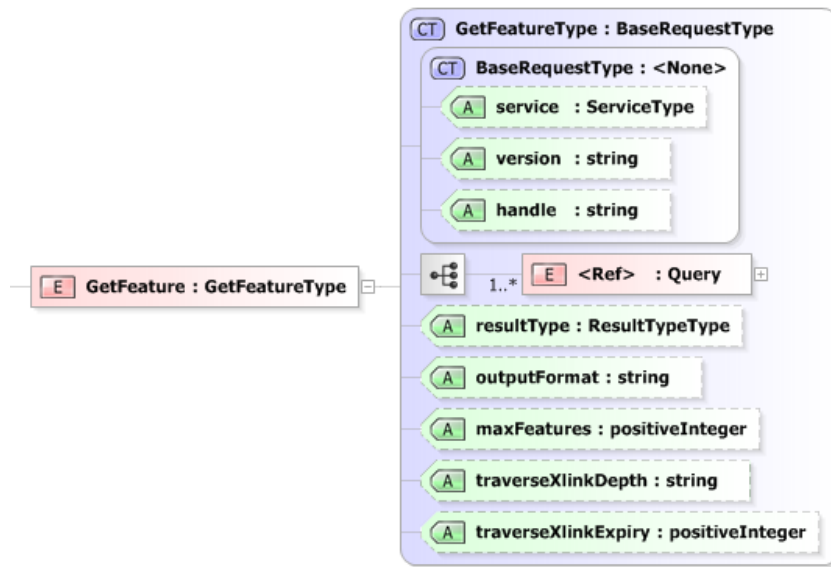 CT GetFeatureType : BaseRequestType
CT BaseRequestType : <None>
A service : ServiceType
A version : string
A handle : string
E GetFeature : GetFeatureType
1..* E <Ref> : Query
A resultType : ResultTypeType
A outputFormat : string
A maxFeatures : positiveInteger
A traverseXlinkDepth : string
A traverseXlinkExpiry : positiveInteger